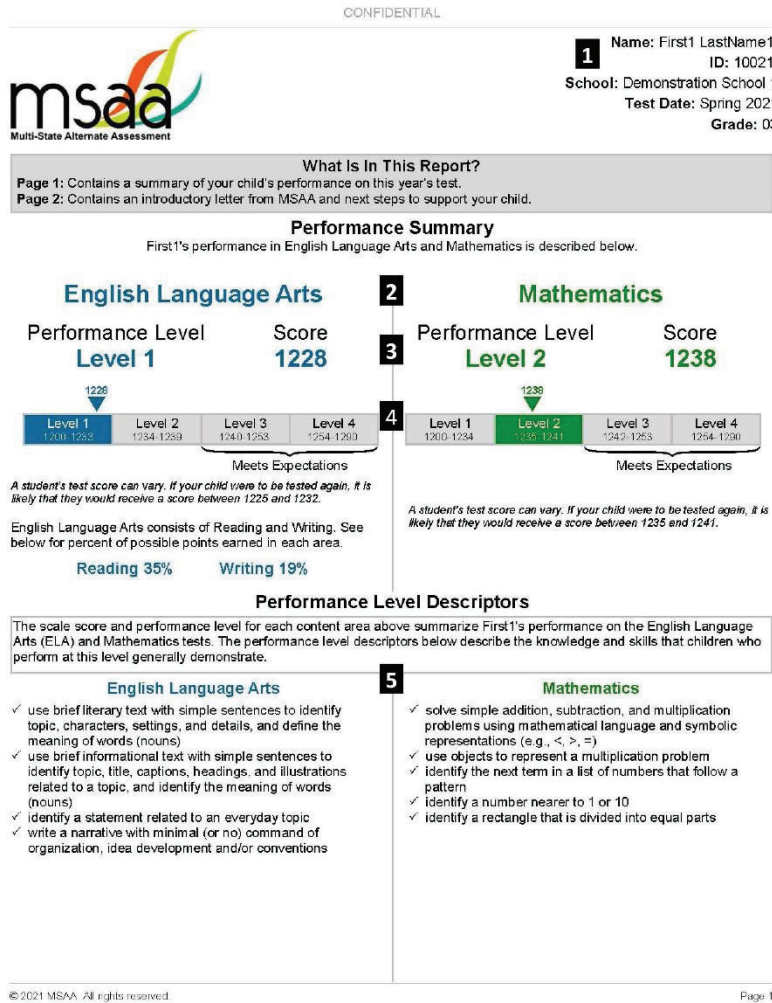 CONFIDENTIAL
msaa
Multi-State Alternate Assessment
1
Name: First1 LastName1
ID: 10021
School: Demonstration School
Test Date: Spring 202
Grade: 03
What Is In This Report?
Page 1: Contains a summary of your child's performance on this year's test.
Page 2: Contains an introductory letter from MSAA and next steps to support your child.
Performance Summary
First1's performance in English Language Arts and Mathematics is described below.
2
English Language Arts
Performance Level Score
Level 1 1228
1228
Level 1 Level 2 Level 3 Level 4
1200-1233 1234-1239 1240-1253 1254-1290
Meets Expectations
A student's test score can vary. If your child were to be tested again, it is
likely that they would receive a score between 1225 and 1232.
English Language Arts consists of Reading and Writing. See
below for percent of possible points earned in each area.
Reading 35% Writing 19%
3
4
Mathematics
Performance Level Score
Level 2 1238
1238
Level 1 Level 2 Level 3 Level 4
1200-1234 1235-1241 1242-1253 1254-1290
Meets Expectations
A student's test score can vary. If your child were to be tested again, it is
likely that they would receive a score between 1235 and 1241.
Performance Level Descriptors
The scale score and performance level for each content area above summarize First1's performance on the English Language
Arts (ELA) and Mathematics tests. The performance level descriptors below describe the knowledge and skills that children who
perform at this level generally demonstrate.
5
English Language Arts
✓ use brief literary text with simple sentences to identify
topic, characters, settings, and details, and define the
meaning of words (nouns)
✓ use brief informational text with simple sentences to
identify topic, title, captions, headings, and illustrations
related to a topic, and identify the meaning of words
(nouns)
✓ identify a statement related to an everyday topic
✓ write a narrative with minimal (or no) command of
organization, idea development and/or conventions
Mathematics
✓ solve simple addition, subtraction, and multiplication
problems using mathematical language and symbolic
representations (e.g., <, >, =)
✓ use objects to represent a multiplication problem
✓ identify the next term in a list of numbers that follow a
pattern
✓ identify a number nearer to 1 or 10
✓ identify a rectangle that is divided into equal parts
© 2021 MSAA. All rights reserved.
Page 1